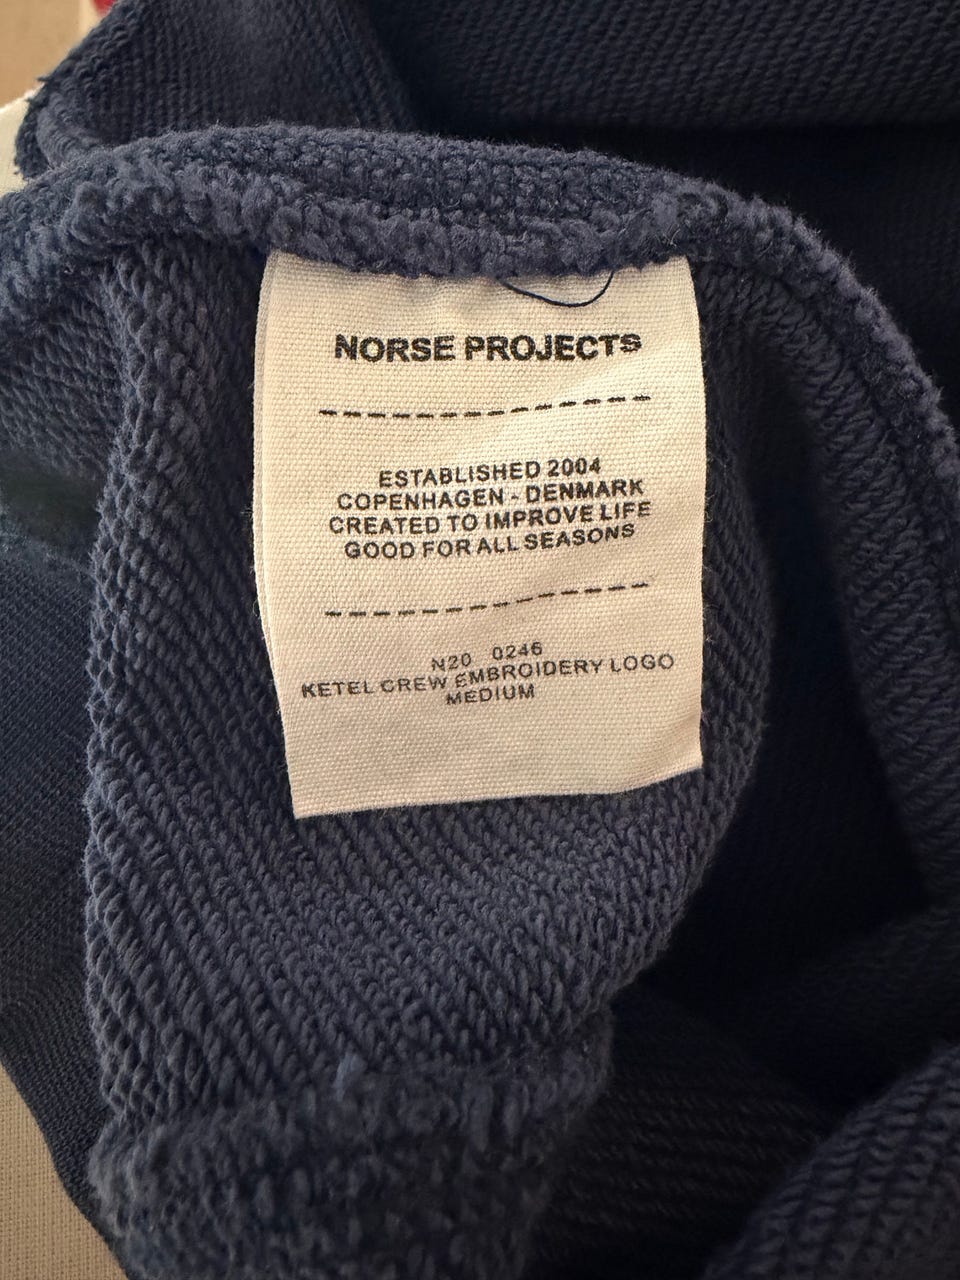 NORSE PROJECTS
ESTABLISHED 2004
COPENHAGEN - DENMARK
CREATED TO IMPROVE LIFE
GOOD FOR ALL SEASONS
N20 0246
KETEL CREW EMBROIDERY LOGO
MEDIUM